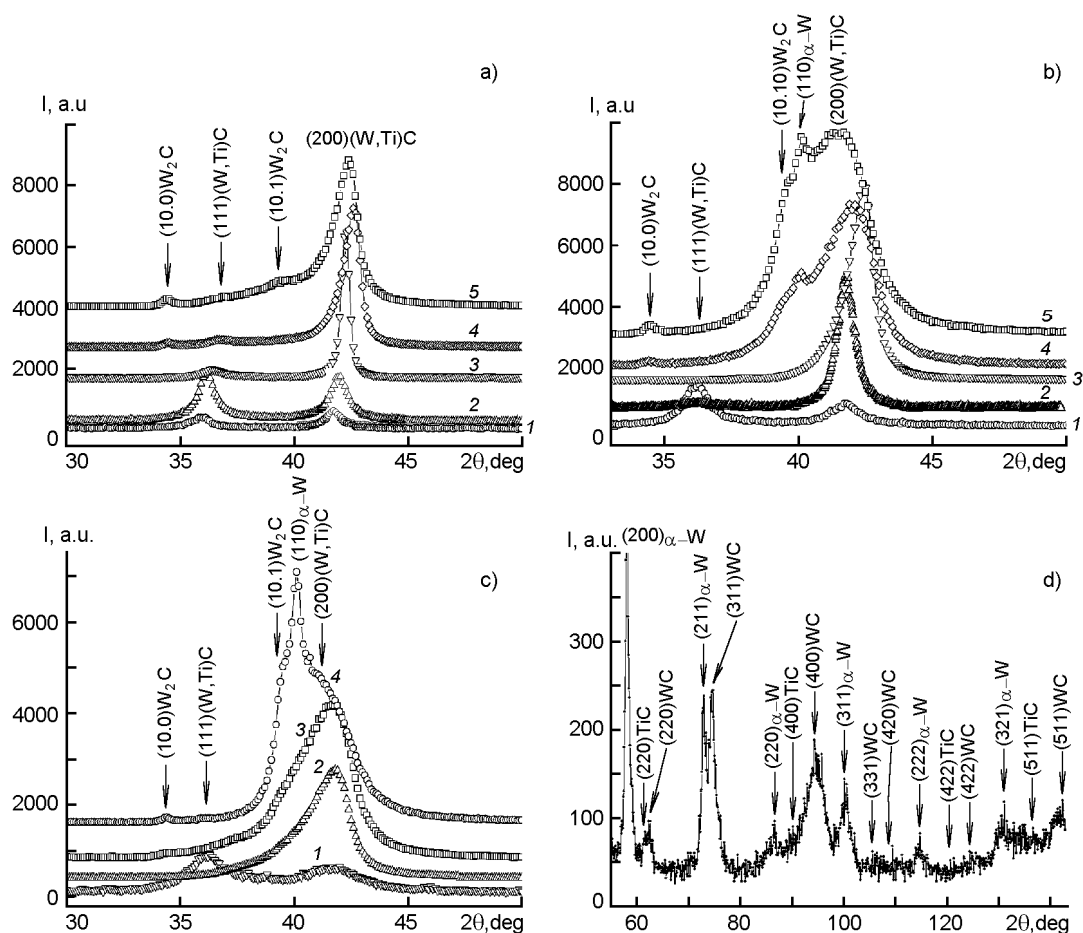 a)
I, a.u
(10.0)W₂C
(111)(W,Ti)C
(10.1)W₂C
(200)(W,Ti)C
8000
6000
4000
2000
0
5
4
3
2
1
30
35
40
45
2θ,deg
b)
I, a.u
(10.0)W₂C
(111)(W,Ti)C
(10.10)W₂C
(110)α–W
(200)(W,Ti)C
8000
6000
4000
2000
0
5
4
3
2
1
35
40
45
2θ,deg
c)
I, a.u.
(10.0)W₂C
(111)(W,Ti)C
(10.1)W₂C
(110)α–W
(200)(W,Ti)C
6000
4000
2000
0
4
3
2
1
30
35
40
45
2θ,deg
d)
I, a.u.
(200)α–W
(220)TiC
(220)WC
(211)α–W
(311)WC
(220)α–W
(400)TiC
(400)WC
(311)α–W
(331)WC
(420)WC
(222)α–W
(422)TiC
(422)WC
(321)α–W
(511)TiC
(511)WC
400
300
200
100
0
60
80
100
120
2θ,deg